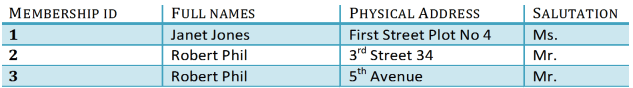 MEMBERSHIP ID FULL NAMES PHYSICAL ADDRESS SALUTATION
1 Janet Jones First Street Plot No 4 Ms.
2 Robert Phil 3rd Street 34 Mr.
3 Robert Phil 5th Avenue Mr.